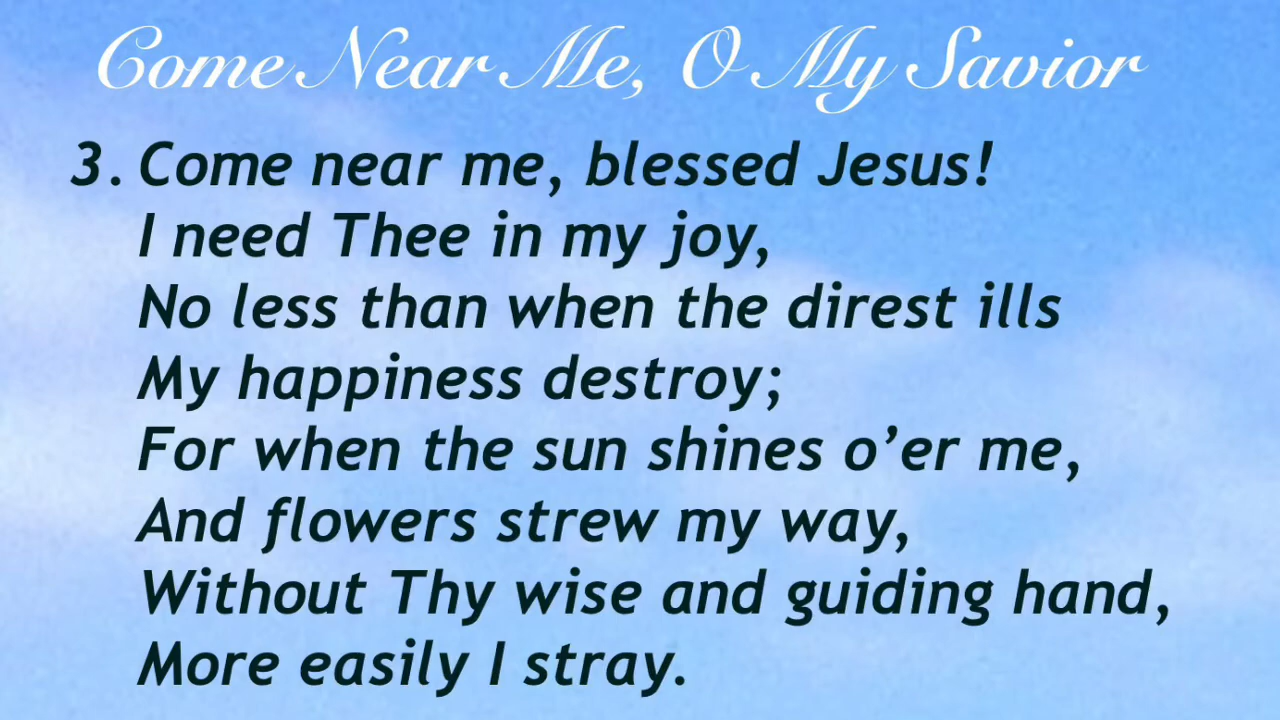 Come Near Me, O My Savior
3. Come near me, blessed Jesus!
I need Thee in my joy,
No less than when the direst ills
My happiness destroy;
For when the sun shines o’er me,
And flowers strew my way,
Without Thy wise and guiding hand,
More easily I stray.